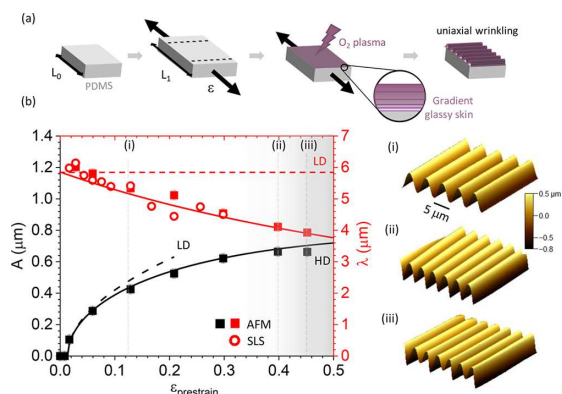 (a)
uniaxial wrinkling
O₂ plasma
L₀
PDMS
L₁
ε
Gradient
glassy skin
(b)
(i)
(ii)
(iii)
1.4
1.2
1.0
0.8
0.6
0.4
0.2
0.0
A (μm)
7
6
5
4
3
2
1
0
λ (μm)
LD
LD
HD
AFM
SLS
0.0
0.1
0.2
0.3
0.4
0.5
ε prestrain
(i)
5 μm
0.5 μm
0.0
-0.8
(ii)
(iii)